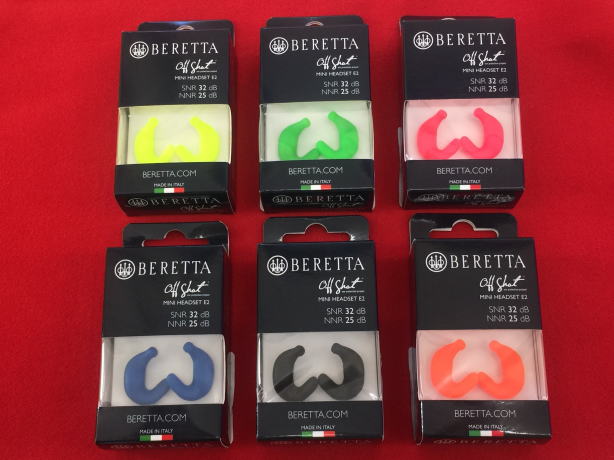 BERETTA
Off Shot
MINI HEADSET E2
SNR 32 dB
NNR 25 dB
BERETTA.COM
MADE IN ITALY
BERETTA
BERETTA
Off Shot
MINI HEADSET E2
SNR 32 dB
NNR 25 dB
BERETTA.COM
MADE IN ITALY
BERETTA
BERETTA
Off Shot
MINI HEADSET E2
SNR 32 dB
NNR 25 dB
BERETTA.COM
MADE IN ITALY
BERETTA
Off Shot
MINI HEADSET E2
SNR 32 dB
NNR 25 dB
BERETTA.COM
MADE IN ITALY
BERETTA
Off Shot
MINI HEADSET E2
SNR 32 dB
NNR 25 dB
BERETTA.COM
MADE IN ITALY
BERETTA
Off Shot
MINI HEADSET E2
SNR 32 dB
NNR 25 dB
BERETTA.COM
MADE IN ITALY